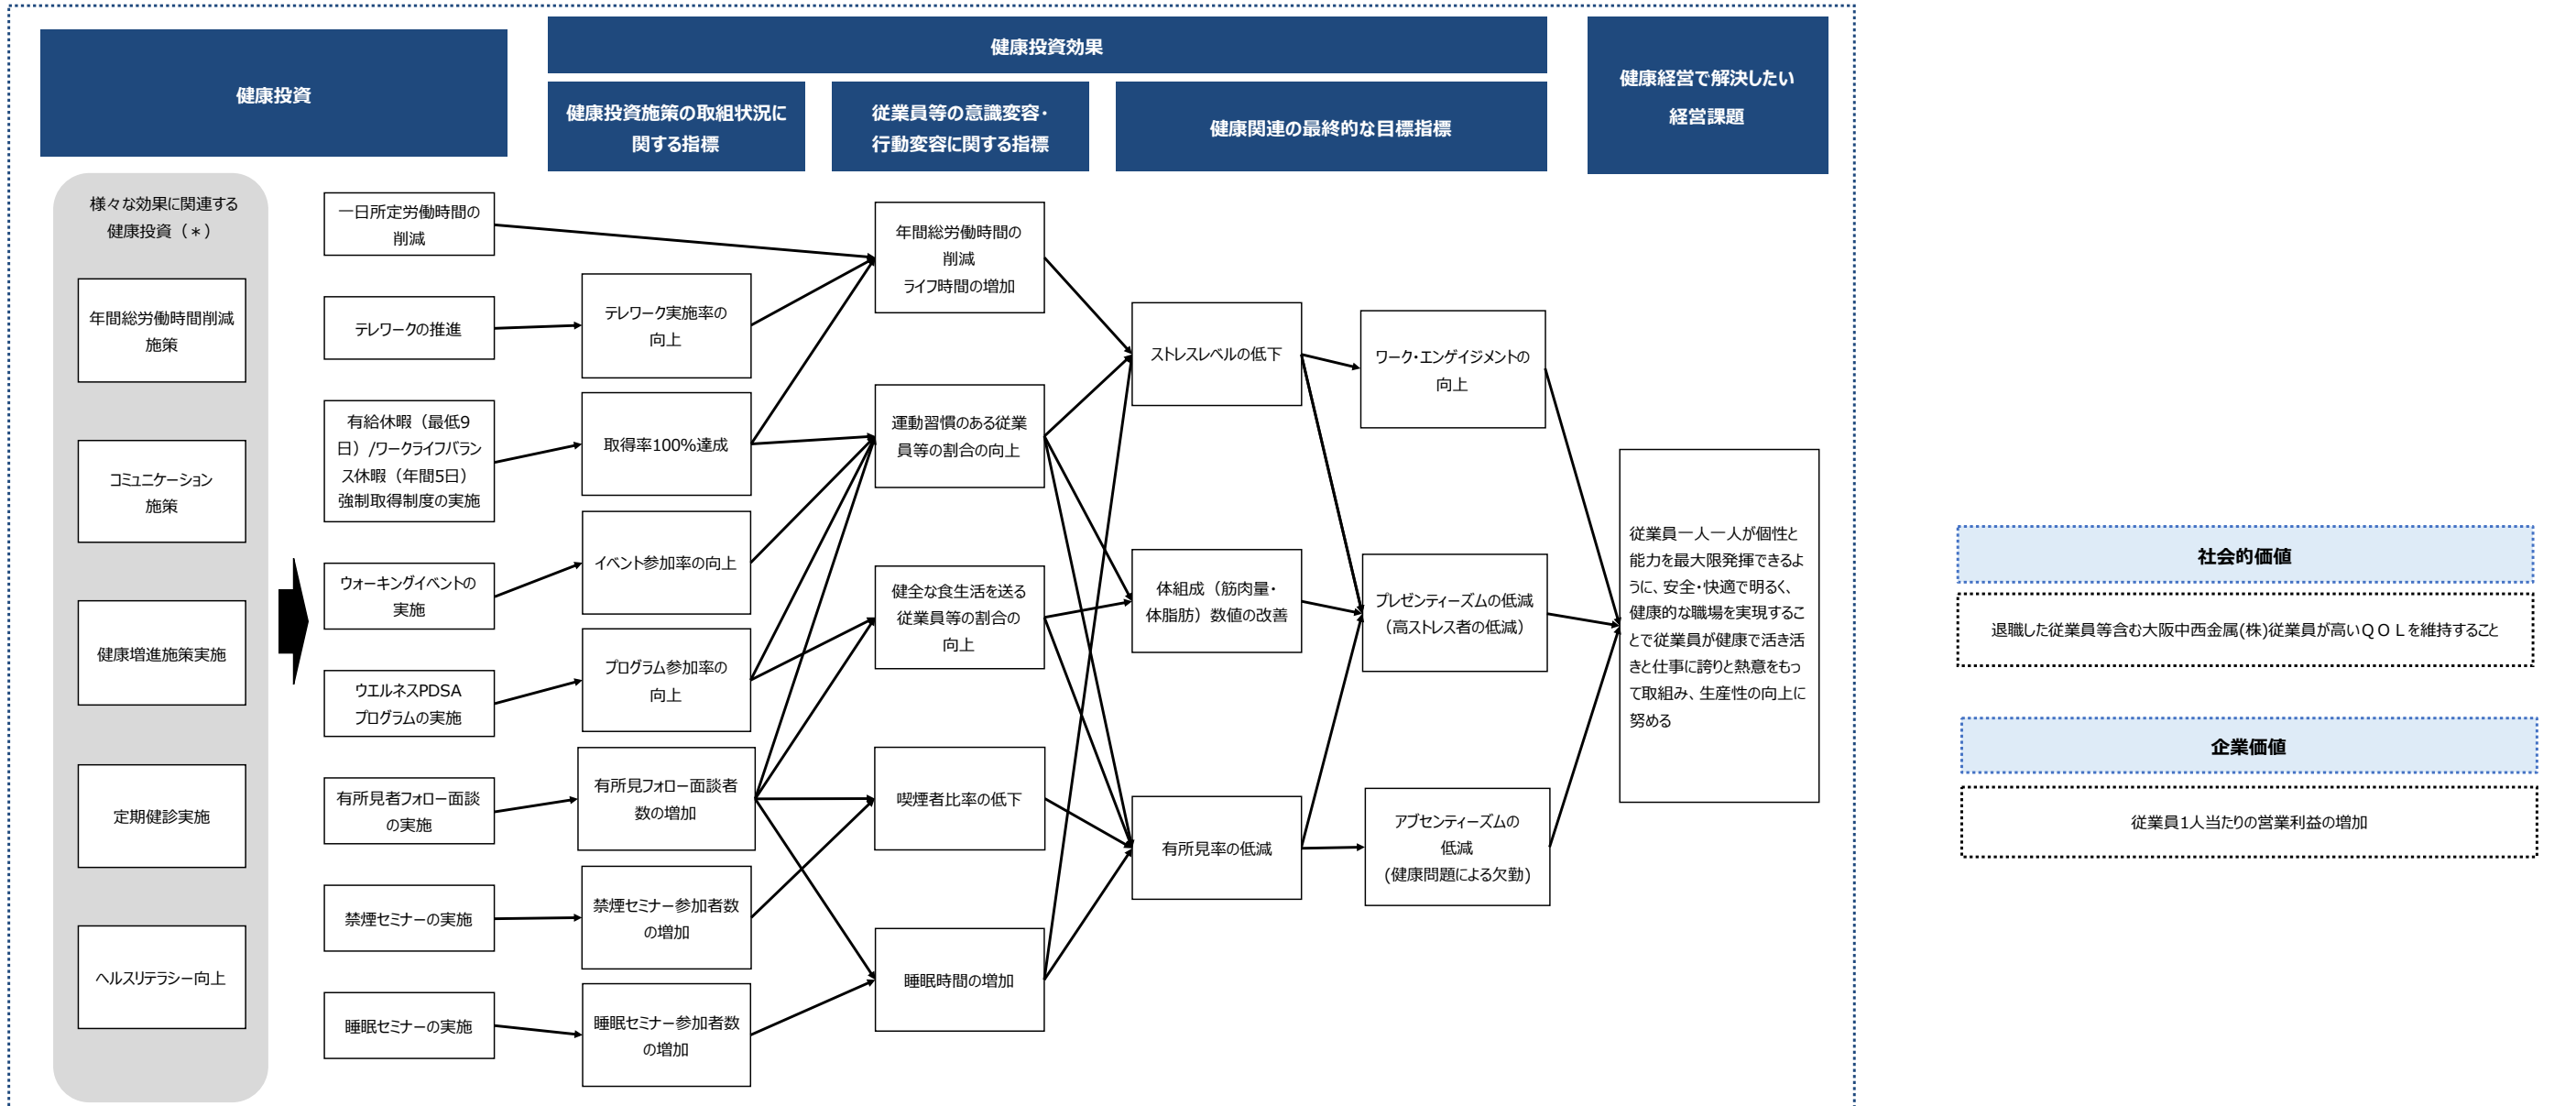 健康投資
健康投資効果
健康投資施策の取組状況に
関する指標
従業員等の意識変容・
行動変容に関する指標
健康関連の最終的な目標指標
健康経営で解決したい
経営課題
様々な効果に関連する
健康投資（＊）
年間総労働時間削減
施策
コミュニケーション
施策
健康増進施策実施
定期健診実施
ヘルスリテラシー向上
一日所定労働時間の
削減
テレワークの推進
有給休暇（最低9
日）/ワークライフバラン
ス休暇（年間5日）
強制取得制度の実施
ウォーキングイベントの
実施
ウエルネスPDSA
プログラムの実施
有所見者フォロー面談
の実施
禁煙セミナーの実施
睡眠セミナーの実施
テレワーク実施率の
向上
取得率100%達成
イベント参加率の向上
プログラム参加率の
向上
有所見フォロー面談者
数の増加
禁煙セミナー参加者数
の増加
睡眠セミナー参加者数
の増加
年間総労働時間の
削減
ライフ時間の増加
運動習慣のある従業
員等の割合の向上
健全な食生活を送る
従業員等の割合の
向上
喫煙者比率の低下
睡眠時間の増加
ストレスレベルの低下
体組成（筋肉量・
体脂肪）数値の改善
有所見率の低減
ワーク・エンゲイジメントの
向上
プレゼンティーズムの低減
（高ストレス者の低減）
アブセンティーズムの
低減
(健康問題による欠勤)
従業員一人一人が個性と
能力を最大限発揮できるよ
うに、安全・快適で明るく、
健康的な職場を実現するこ
とで従業員が健康で活き活
きと仕事に誇りと熱意をもっ
て取組み、生産性の向上に
努める
社会的価値
退職した従業員等含む大阪中西金属(株)従業員が高いＱＯＬを維持すること
企業価値
従業員1人当たりの営業利益の増加